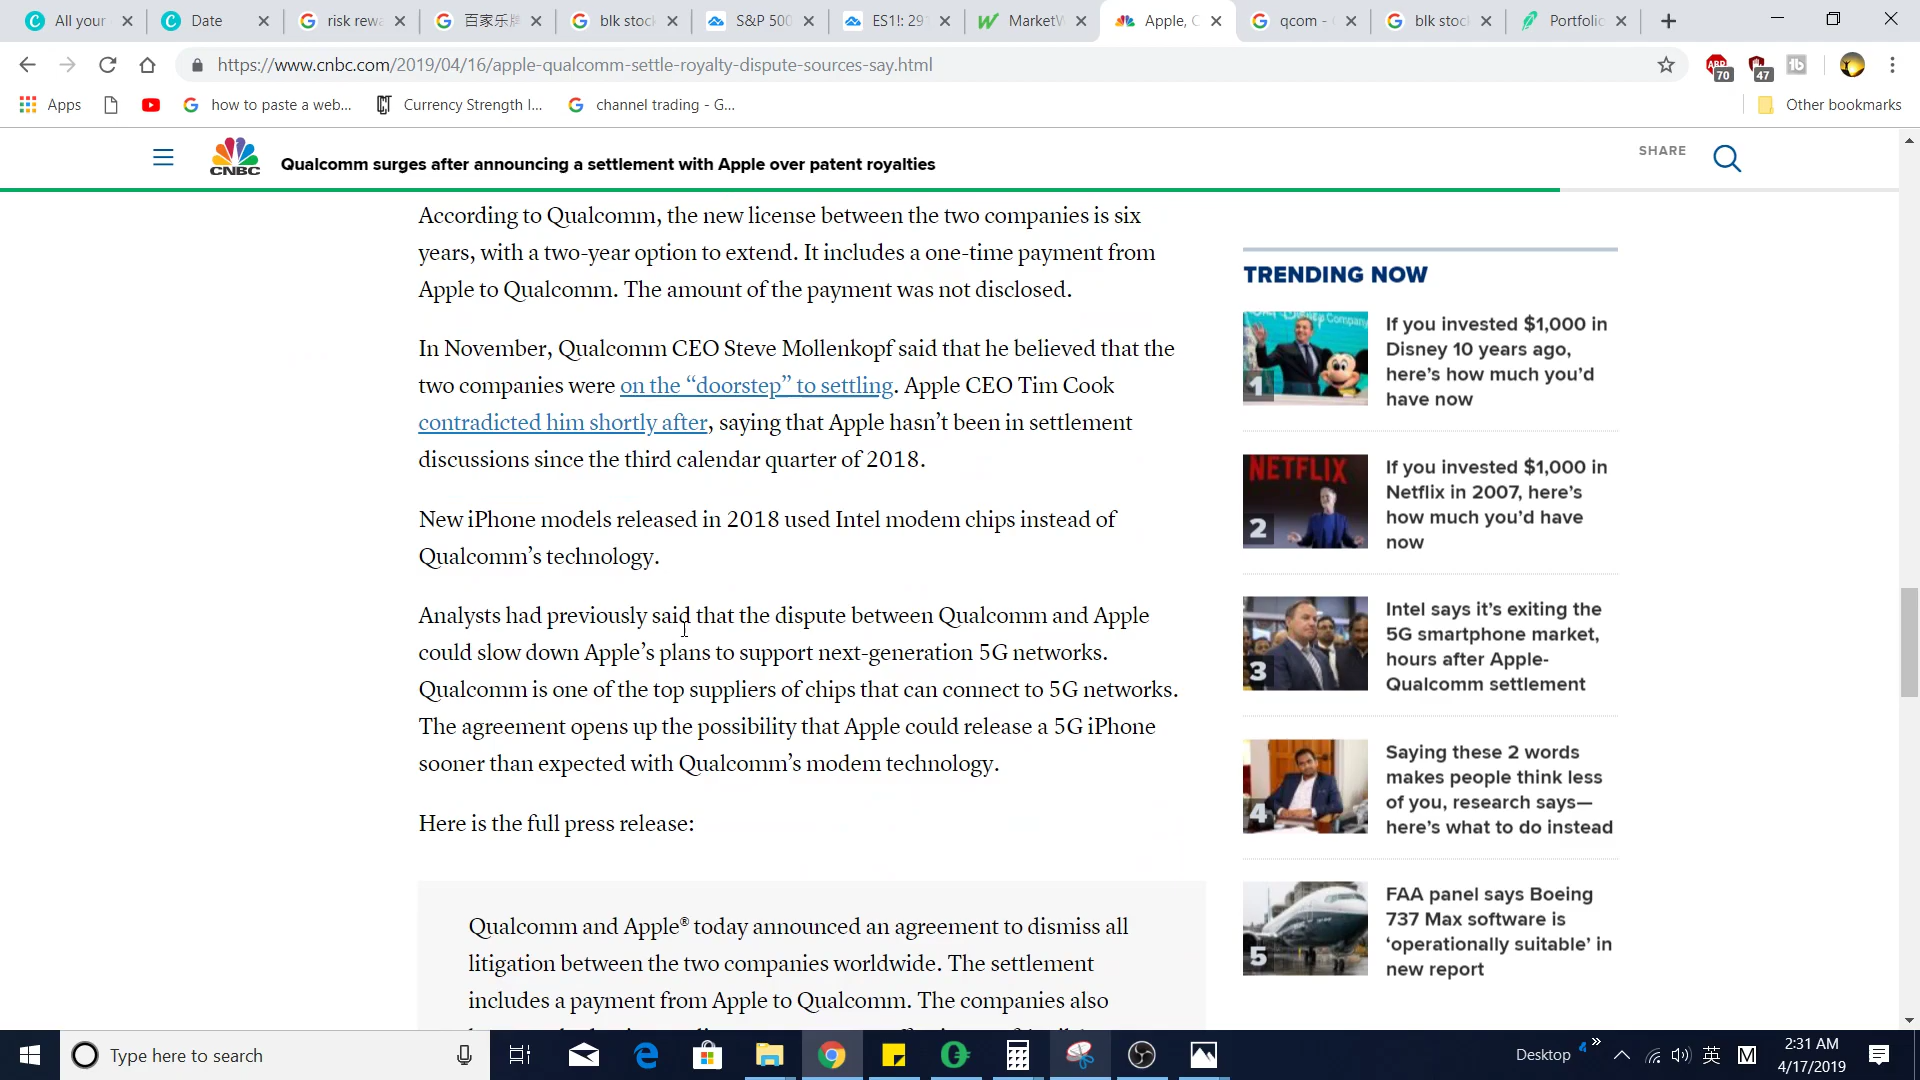 All your
Date
risk rewa
百家乐牌
blk stoc
S&P 500
ES1!: 291
MarketW
Apple, C
qcom -
blk stoc
Portfolio
https://www.cnbc.com/2019/04/16/apple-qualcomm-settle-royalty-dispute-sources-say.html
ABP
70
47
Apps
how to paste a web...
Currency Strength I...
channel trading - G...
Other bookmarks
CNBC
Qualcomm surges after announcing a settlement with Apple over patent royalties
SHARE
According to Qualcomm, the new license between the two companies is six
years, with a two-year option to extend. It includes a one-time payment from
Apple to Qualcomm. The amount of the payment was not disclosed.
In November, Qualcomm CEO Steve Mollenkopf said that he believed that the
two companies were on the “doorstep” to settling. Apple CEO Tim Cook
contradicted him shortly after, saying that Apple hasn’t been in settlement
discussions since the third calendar quarter of 2018.
New iPhone models released in 2018 used Intel modem chips instead of
Qualcomm’s technology.
Analysts had previously said that the dispute between Qualcomm and Apple
could slow down Apple’s plans to support next-generation 5G networks.
Qualcomm is one of the top suppliers of chips that can connect to 5G networks.
The agreement opens up the possibility that Apple could release a 5G iPhone
sooner than expected with Qualcomm’s modem technology.
Here is the full press release:
Qualcomm and Apple® today announced an agreement to dismiss all
litigation between the two companies worldwide. The settlement
includes a payment from Apple to Qualcomm. The companies also
TRENDING NOW
1
If you invested $1,000 in
Disney 10 years ago,
here’s how much you’d
have now
NETFLIX
2
If you invested $1,000 in
Netflix in 2007, here’s
how much you’d have
now
3
Intel says it’s exiting the
5G smartphone market,
hours after Apple-
Qualcomm settlement
4
Saying these 2 words
makes people think less
of you, research says—
here’s what to do instead
5
FAA panel says Boeing
737 Max software is
‘operationally suitable’ in
new report
Type here to search
Desktop
英
M
2:31 AM
4/17/2019